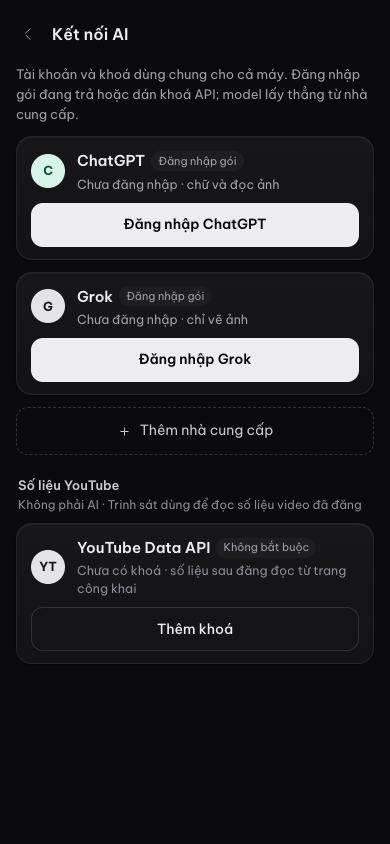 Kết nối AI
Tài khoản và khoá dùng chung cho cả máy. Đăng nhập
gói đang trả hoặc dán khoá API; model lấy thẳng từ nhà
cung cấp.
C
ChatGPT Đăng nhập gói
Chưa đăng nhập · chữ và đọc ảnh
Đăng nhập ChatGPT
G
Grok Đăng nhập gói
Chưa đăng nhập · chỉ vẽ ảnh
Đăng nhập Grok
+ Thêm nhà cung cấp
Số liệu YouTube
Không phải AI · Trinh sát dùng để đọc số liệu video đã đăng
YT
YouTube Data API Không bắt buộc
Chưa có khoá · số liệu sau đăng đọc từ trang
công khai
Thêm khoá